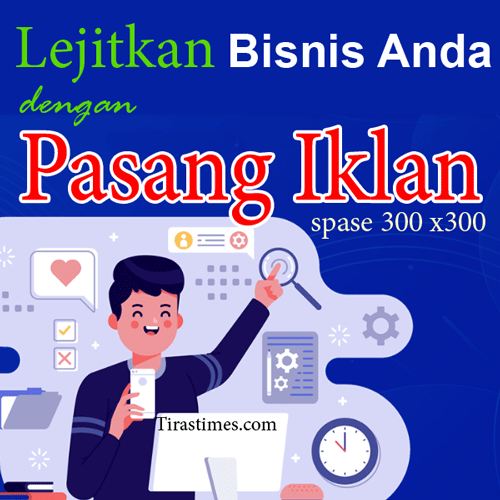 Lejitkan Bisnis Anda
dengan
Pasang Iklan
spase 300 x300
Tirastimes.com